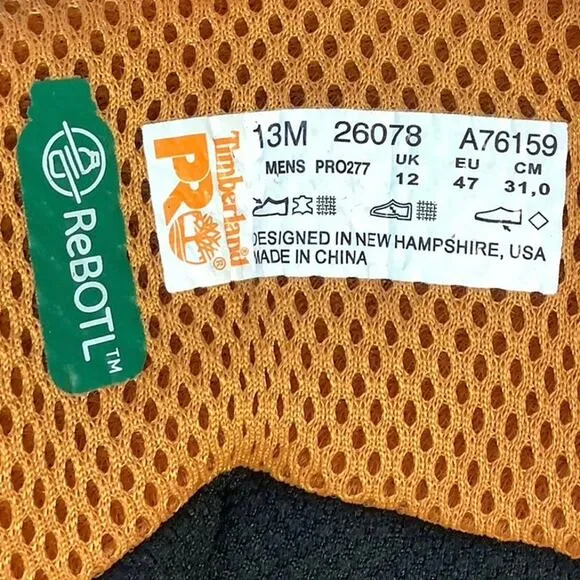 ReBOTL™
Timberland
PRO®
13M 26078 A76159
MENS PRO277 UK EU CM
12 47 31,0
DESIGNED IN NEW HAMPSHIRE, USA
MADE IN CHINA